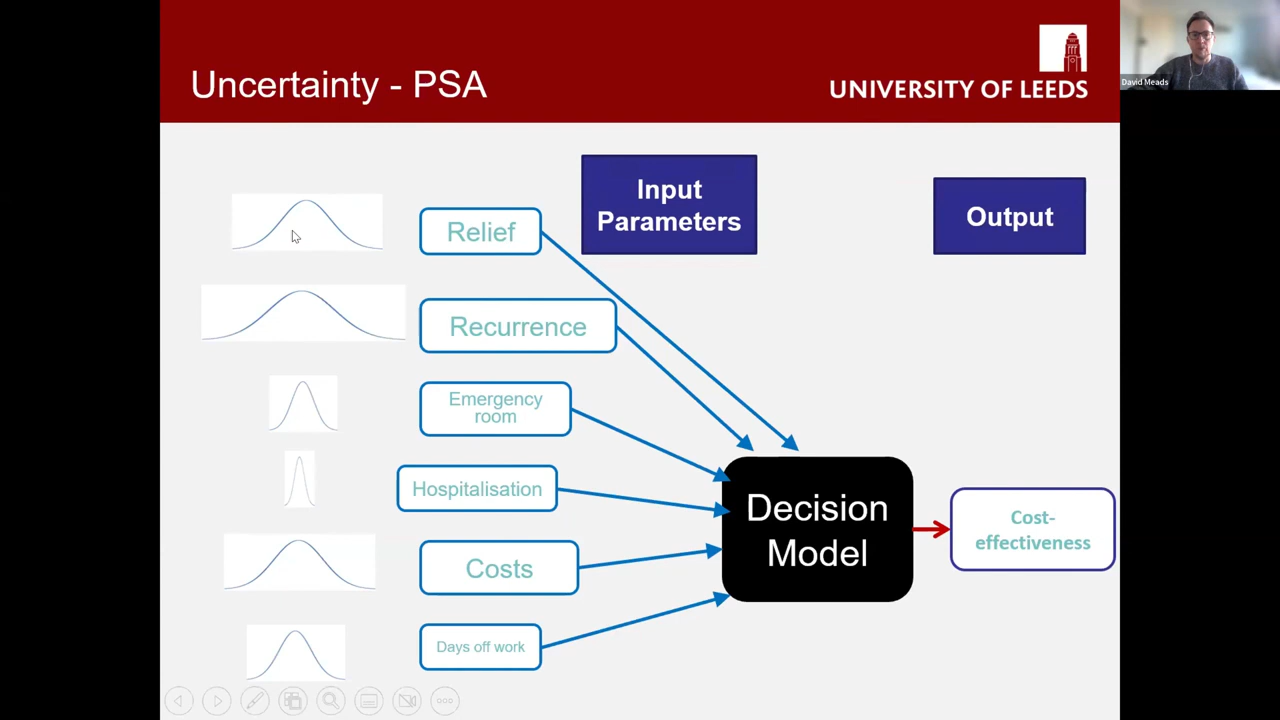 Uncertainty - PSA
UNIVERSITY OF LEEDS
David Meads
Input
Parameters
Output
Relief
Recurrence
Emergency
room
Hospitalisation
Costs
Days off work
Decision
Model
Cost-
effectiveness